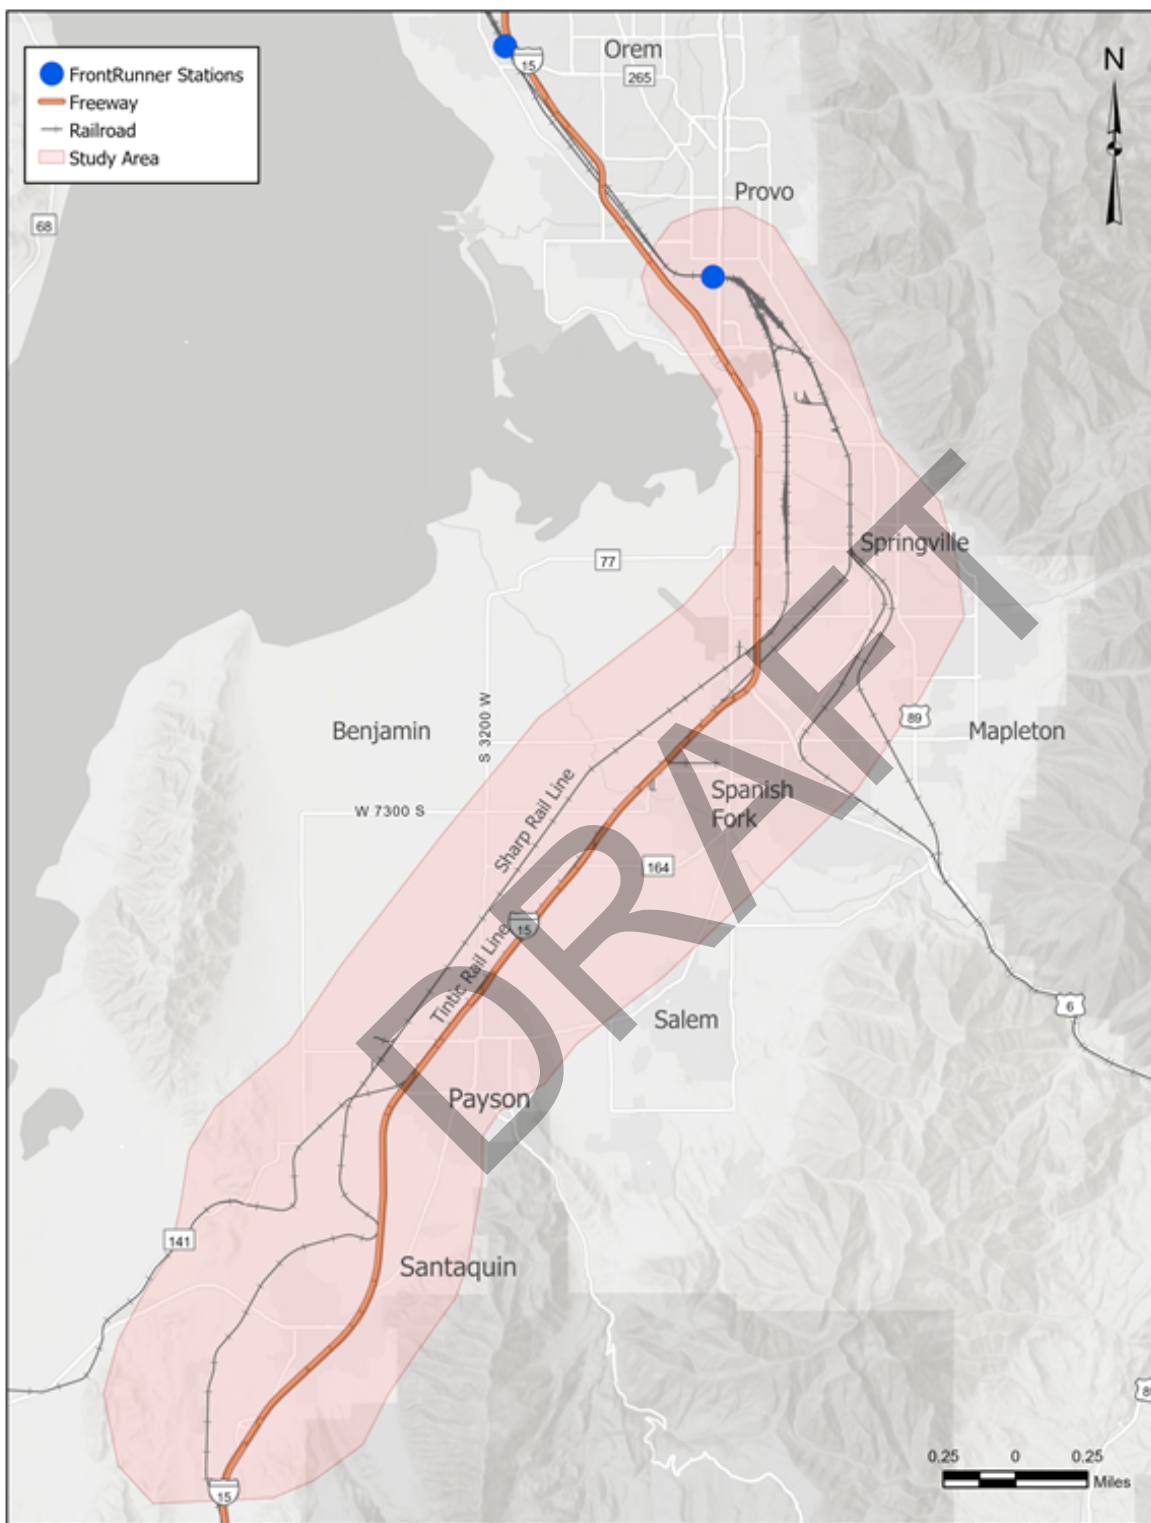 FrontRunner Stations
Freeway
Railroad
Study Area
15
Orem
265
N
68
Provo
77
Springville
S 3200 W
Benjamin
89
Mapleton
W 7300 S
Sharp Rail Line
Spanish
Fork
164
15
Tintic Rail Line
DRAFT
Salem
6
Payson
141
Santaquin
15
0.25 0 0.25
Miles